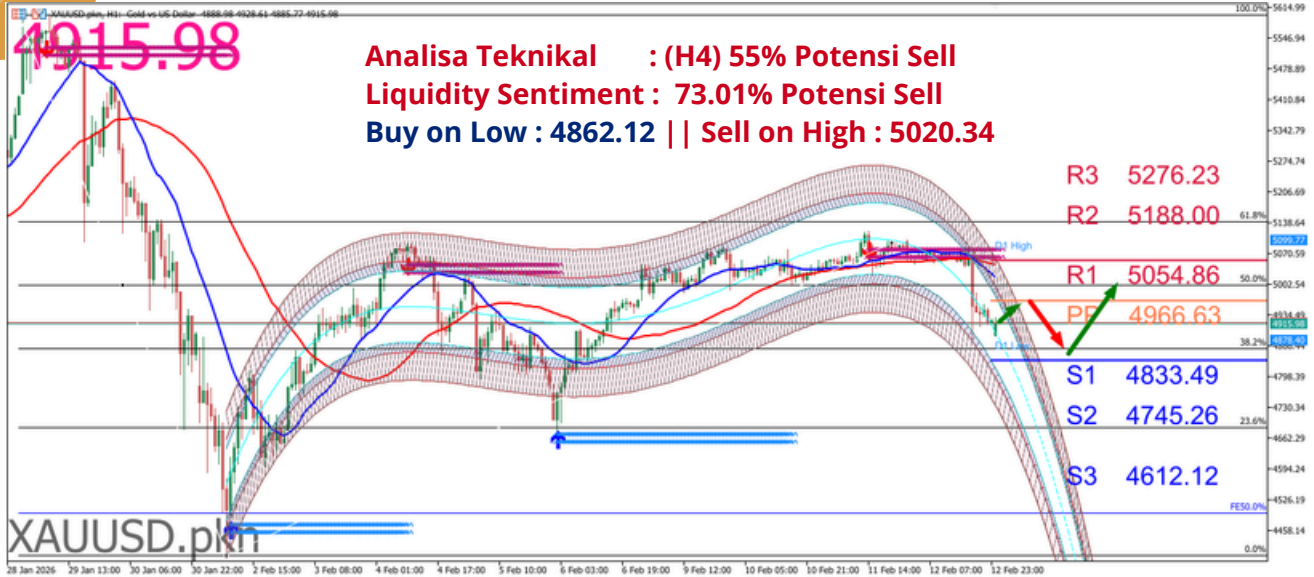 XAUUSD.pkn, H1: Gold vs US Dollar 4888.98 4928.61 4885.77 4915.98
4915.98
Analisa Teknikal : (H4) 55% Potensi Sell
Liquidity Sentiment : 73.01% Potensi Sell
Buy on Low : 4862.12 || Sell on High : 5020.34
R3 5276.23
R2 5188.00
D1 High
R1 5054.86
PP 4966.63
S1 4833.49
S2 4745.26
S3 4612.12
100.0%
61.8%
50.0%
38.2%
23.6%
FE50.0%
0.0%
5614.99
5546.94
5478.89
5410.84
5342.79
5274.74
5206.69
5138.64
5099.77
5070.59
5002.54
4934.49
4915.98
4878.40
4798.39
4730.34
4662.29
4594.24
4526.19
4458.14
XAUUSD.pkn
28 Jan 2026 29 Jan 13:00 30 Jan 06:00 30 Jan 22:00 2 Feb 15:00 3 Feb 08:00 4 Feb 01:00 4 Feb 17:00 5 Feb 10:00 6 Feb 03:00 6 Feb 19:00 9 Feb 12:00 10 Feb 05:00 10 Feb 21:00 11 Feb 14:00 12 Feb 07:00 12 Feb 23:00